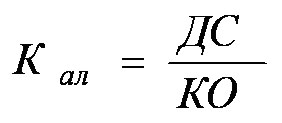 К ал = ДС / КО